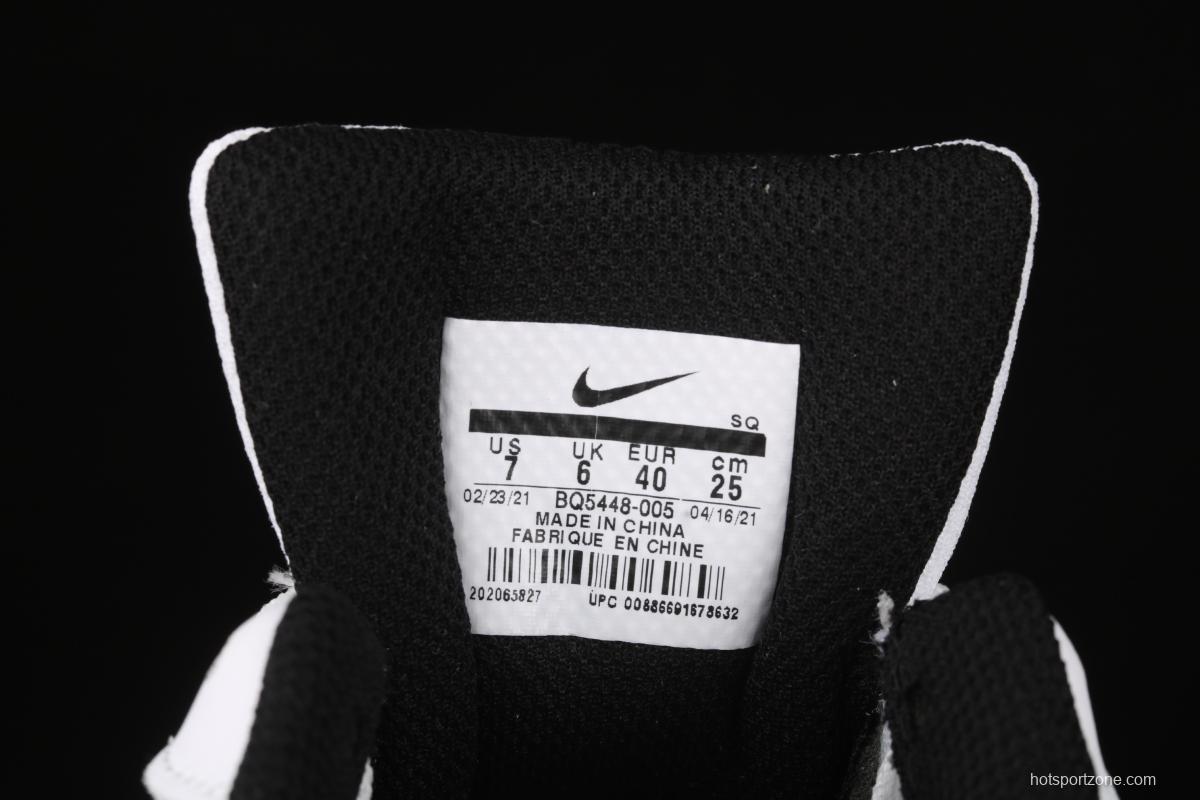 SQ
US UK EUR cm
7 6 40 25
02/23/21 BQ5448-005 04/16/21
MADE IN CHINA
FABRIQUE EN CHINE
202065827 UPC 00886691678632
hotsportzone.com